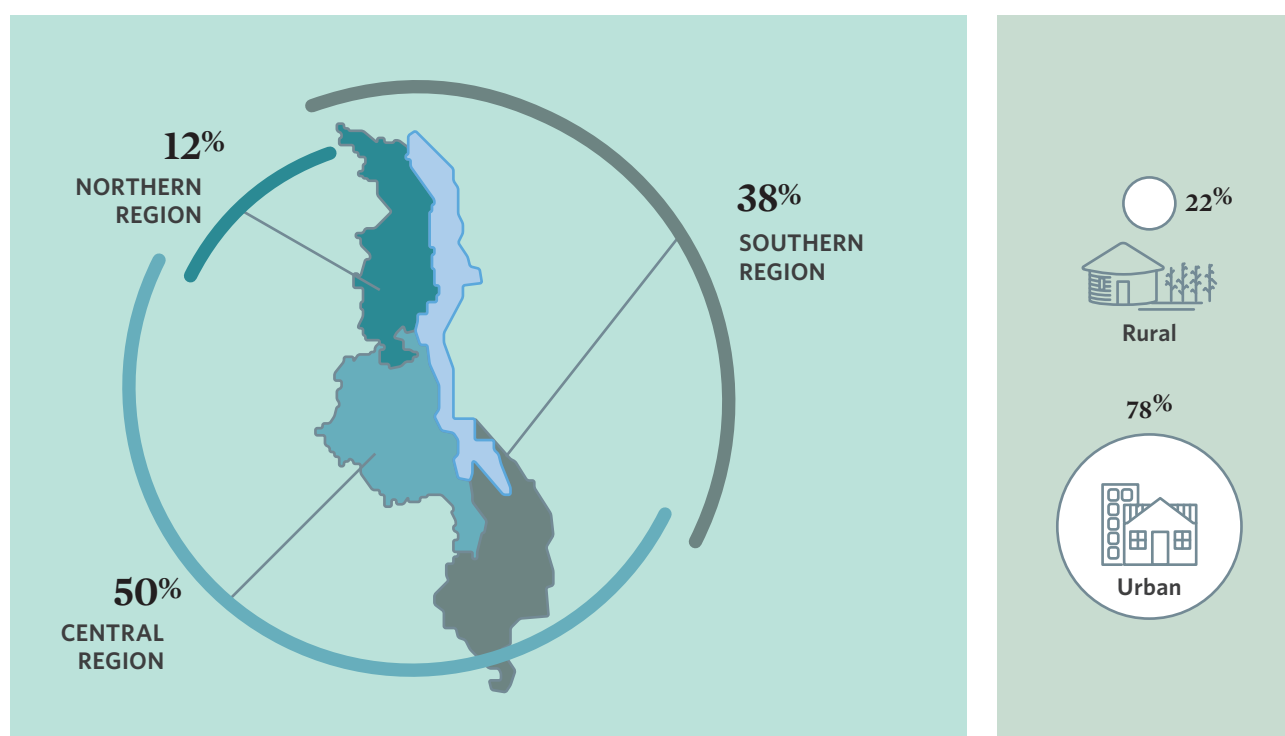 12%
NORTHERN
REGION
38%
SOUTHERN
REGION
50%
CENTRAL
REGION
22%
Rural
78%
Urban